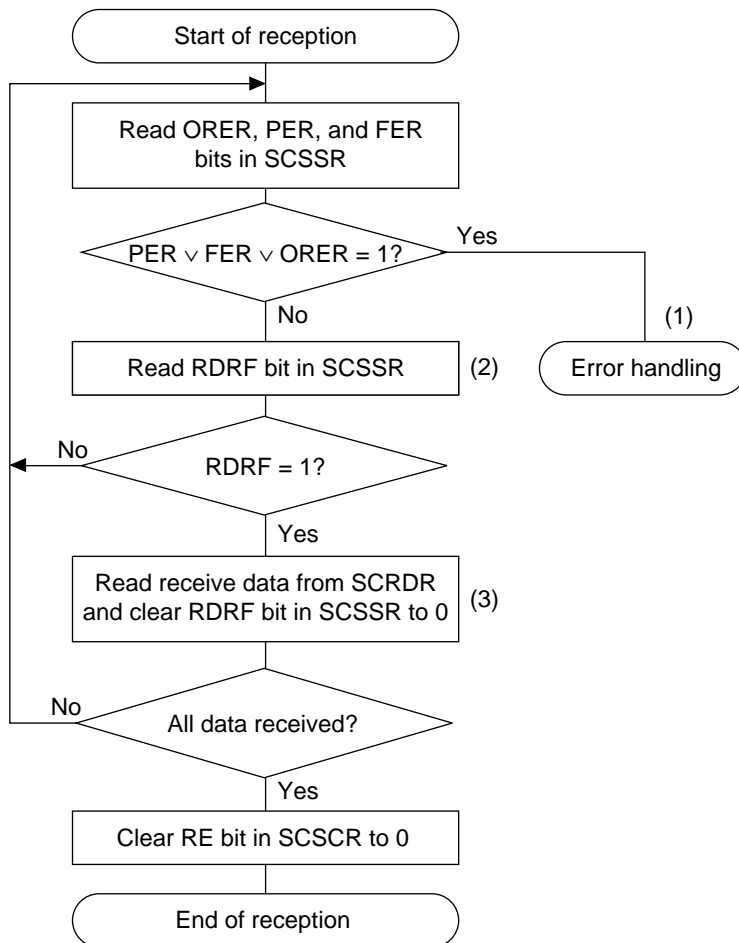 Start of reception
Read ORER, PER, and FER
bits in SCSSR
PER ∨ FER ∨ ORER = 1?
Yes
No
(1)
Read RDRF bit in SCSSR
(2)
Error handling
No
RDRF = 1?
Yes
Read receive data from SCRDR
and clear RDRF bit in SCSSR to 0
(3)
No
All data received?
Yes
Clear RE bit in SCSCR to 0
End of reception